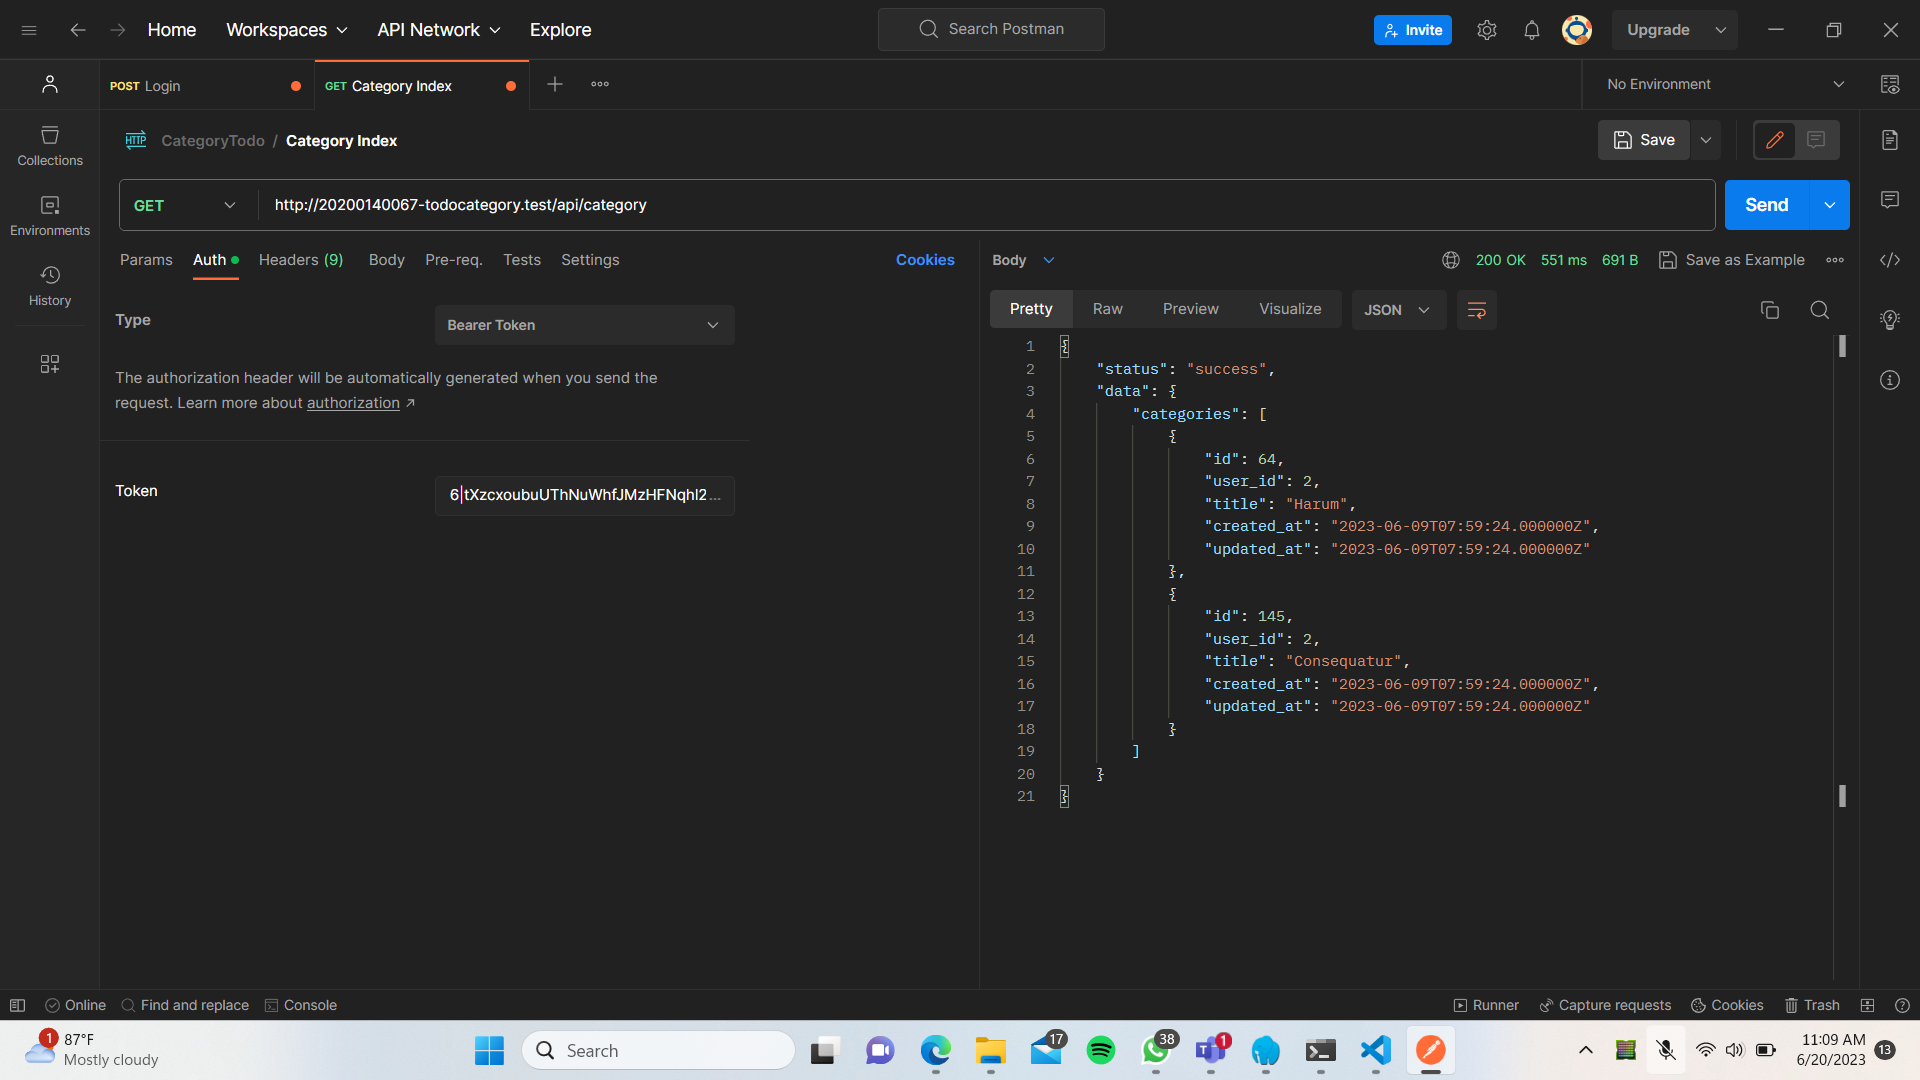 Home Workspaces API Network Explore Search Postman Invite Upgrade
POST Login GET Category Index No Environment
HTTP CategoryTodo / Category Index Save
Collections
Environments
History
GET http://20200140067-todocategory.test/api/category Send
Params Auth Headers (9) Body Pre-req. Tests Settings Cookies
Body 200 OK 551 ms 691 B Save as Example
Type Bearer Token
The authorization header will be automatically generated when you send the
request. Learn more about authorization ↗
Token 6|tXzcxoubuUThNuWhfJMzHFNqhl2...
Pretty Raw Preview Visualize JSON
1 {
2 "status": "success",
3 "data": {
4 "categories": [
5 {
6 "id": 64,
7 "user_id": 2,
8 "title": "Harum",
9 "created_at": "2023-06-09T07:59:24.000000Z",
10 "updated_at": "2023-06-09T07:59:24.000000Z"
11 },
12 {
13 "id": 145,
14 "user_id": 2,
15 "title": "Consequatur",
16 "created_at": "2023-06-09T07:59:24.000000Z",
17 "updated_at": "2023-06-09T07:59:24.000000Z"
18 }
19 ]
20 }
21 }
Online Find and replace Console Runner Capture requests Cookies Trash
1 87°F
Mostly cloudy
Search 17 38 1
11:09 AM
6/20/2023 13